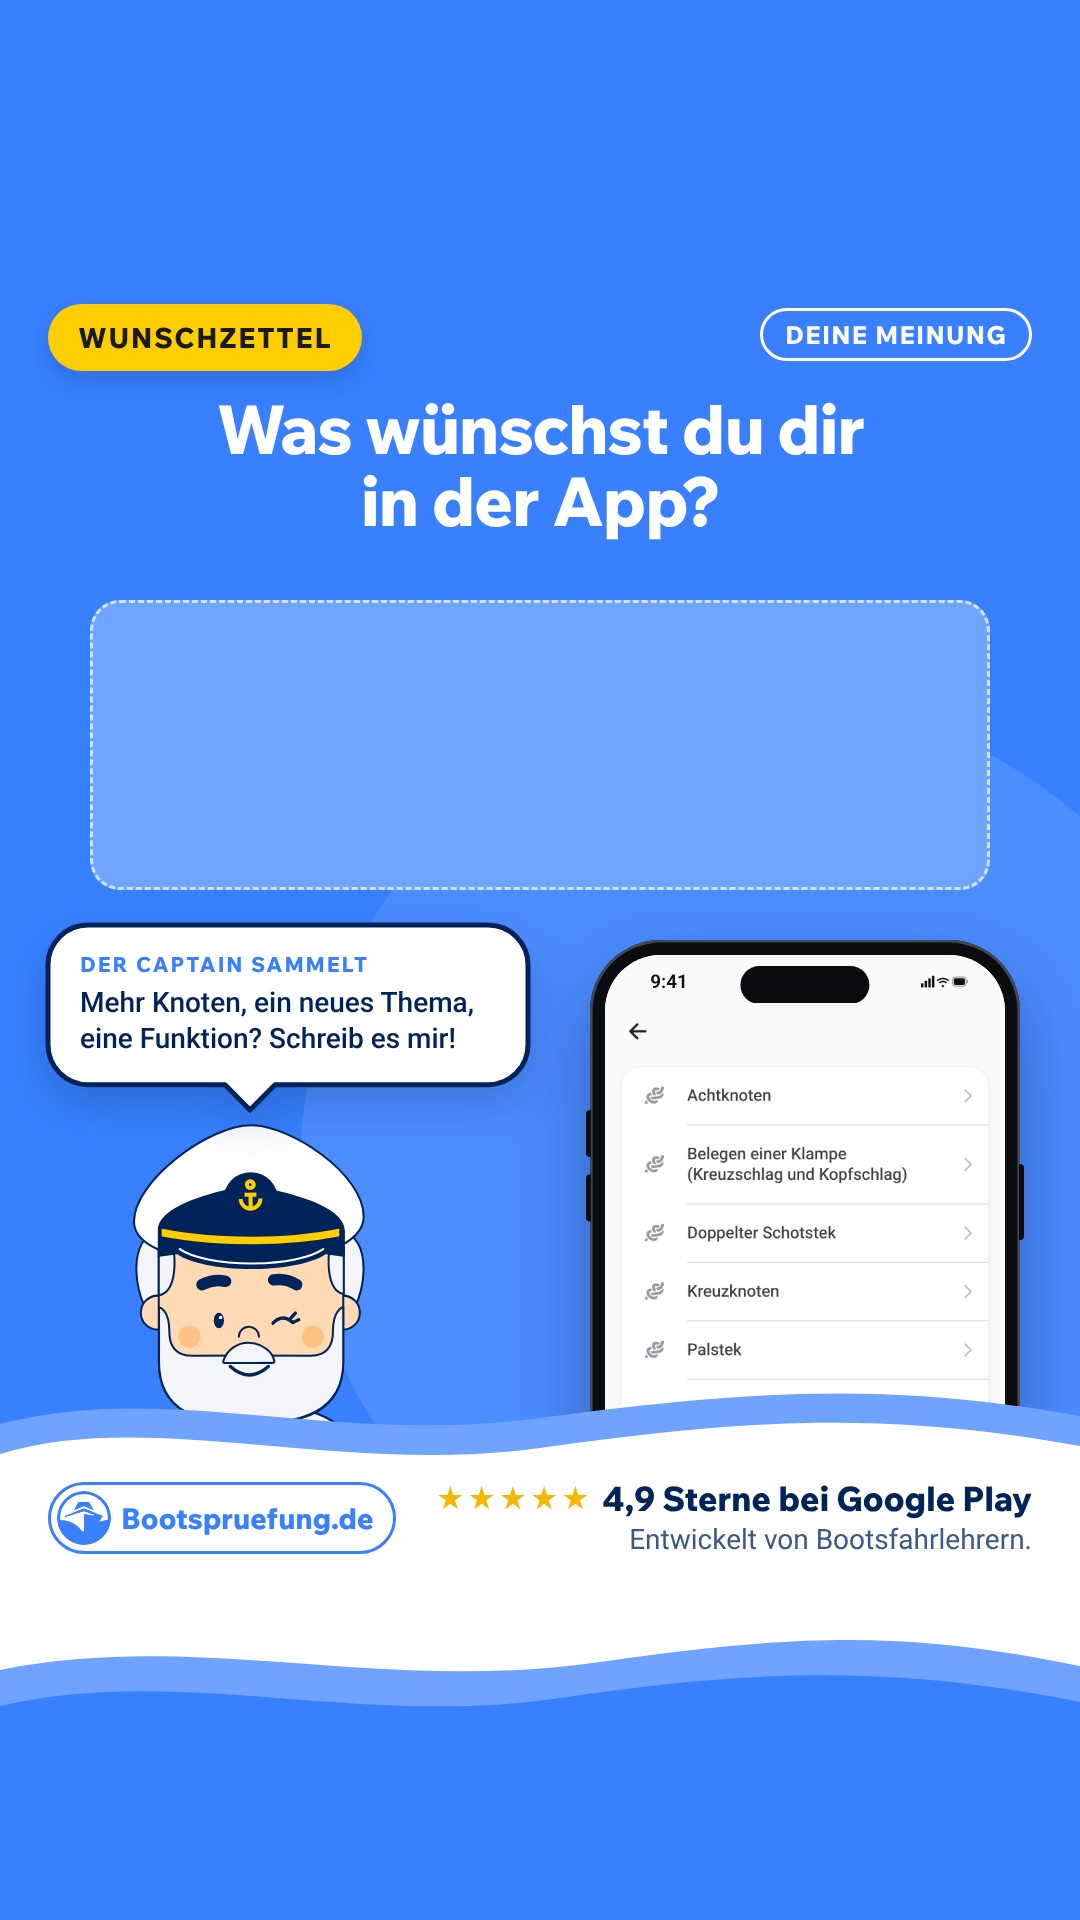 WUNSCHZETTEL
DEINE MEINUNG
Was wünschst du dir
in der App?
DER CAPTAIN SAMMELT
Mehr Knoten, ein neues Thema,
eine Funktion? Schreib es mir!
9:41
Achtknoten
Belegen einer Klampe
(Kreuzschlag und Kopfschlag)
Doppelter Schotstek
Kreuzknoten
Palstek
Bootspruefung.de
★★★★★ 4,9 Sterne bei Google Play
Entwickelt von Bootsfahrlehrern.